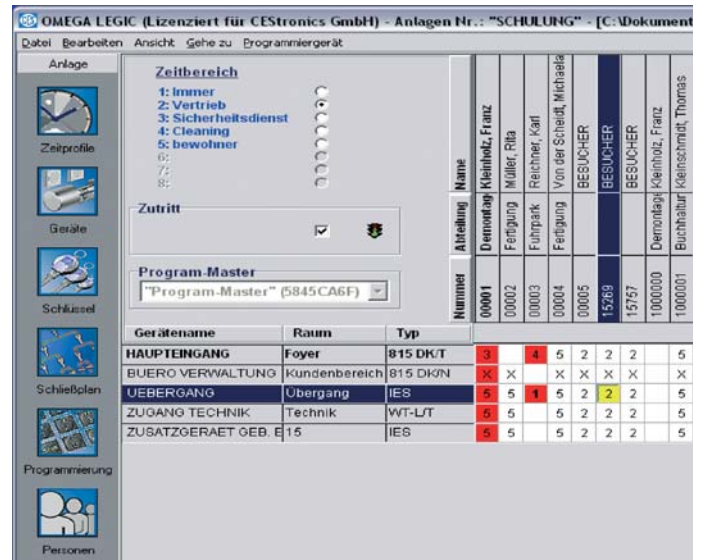 OMEGA LEGIC (Lizenziert für CEStronics GmbH) - Anlagen Nr.: "SCHULUNG" - [C:\Dokument
Datei Bearbeiten Ansicht Gehe zu Programmiergerät
Anlage
Zeitprofile
Geräte
Schlüssel
Schließplan
Programmierung
Personen
Zeitbereich
1: Immer
2: Vertrieb
3: Sicherheitsdienst
4: Cleaning
5: bewohner
6:
7:
8:
Zutritt
Program-Master
"Program-Master" (5845CA6F)
Name Kleinholz, Franz Müller, Rita Reichner, Karl Von der Scheidt, Michaela BESUCHER BESUCHER BESUCHER Kleinholz, Franz Kleinschmidt, Thomas
Abteilung Demontag Fertigung Fuhrpark Fertigung Demontage Buchhaltur
Nummer 00001 00002 00003 00004 00005 15269 15757 1000000 1000001
Gerätename Raum Typ
HAUPTEINGANG Foyer 815 DK/T 3 4 5 2 2 2 5
BUERO VERWALTUNG Kundenbereich 815 DK/N X X X X X X X
UEBERGANG Übergang IES 5 5 1 5 2 2 2 5
ZUGANG TECHNIK Technik WT-L/T 5 5 5 2 2 2 5
ZUSATZGERAET GEB. E 15 IES 5 5 5 2 2 2 5